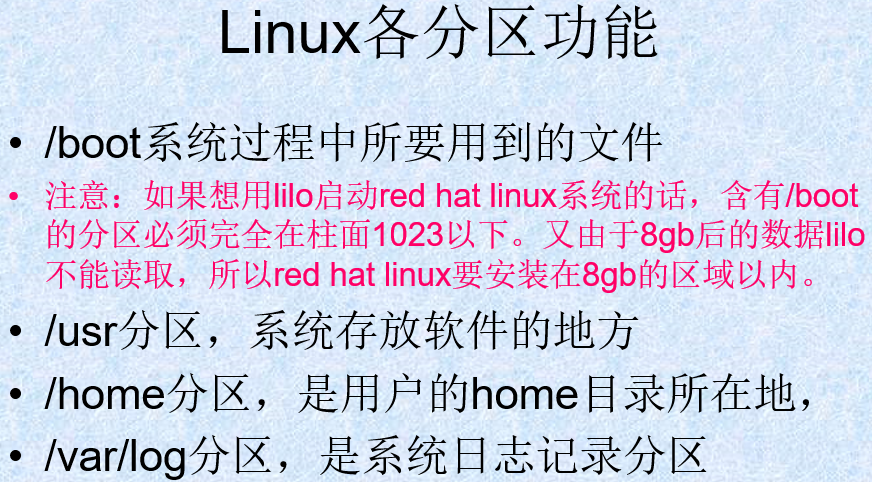 Linux各分区功能
• /boot系统过程中所要用到的文件
• 注意：如果想用lilo启动red hat linux系统的话，含有/boot
的分区必须完全在柱面1023以下。又由于8gb后的数据lilo
不能读取，所以red hat linux要安装在8gb的区域以内。
• /usr分区，系统存放软件的地方
• /home分区，是用户的home目录所在地，
• /var/log分区，是系统日志记录分区